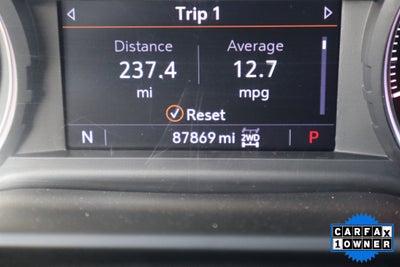 Trip 1
Distance Average
237.4 12.7
mi mpg
Reset
N 87869 mi 2WD P
CARFAX
1 OWNER